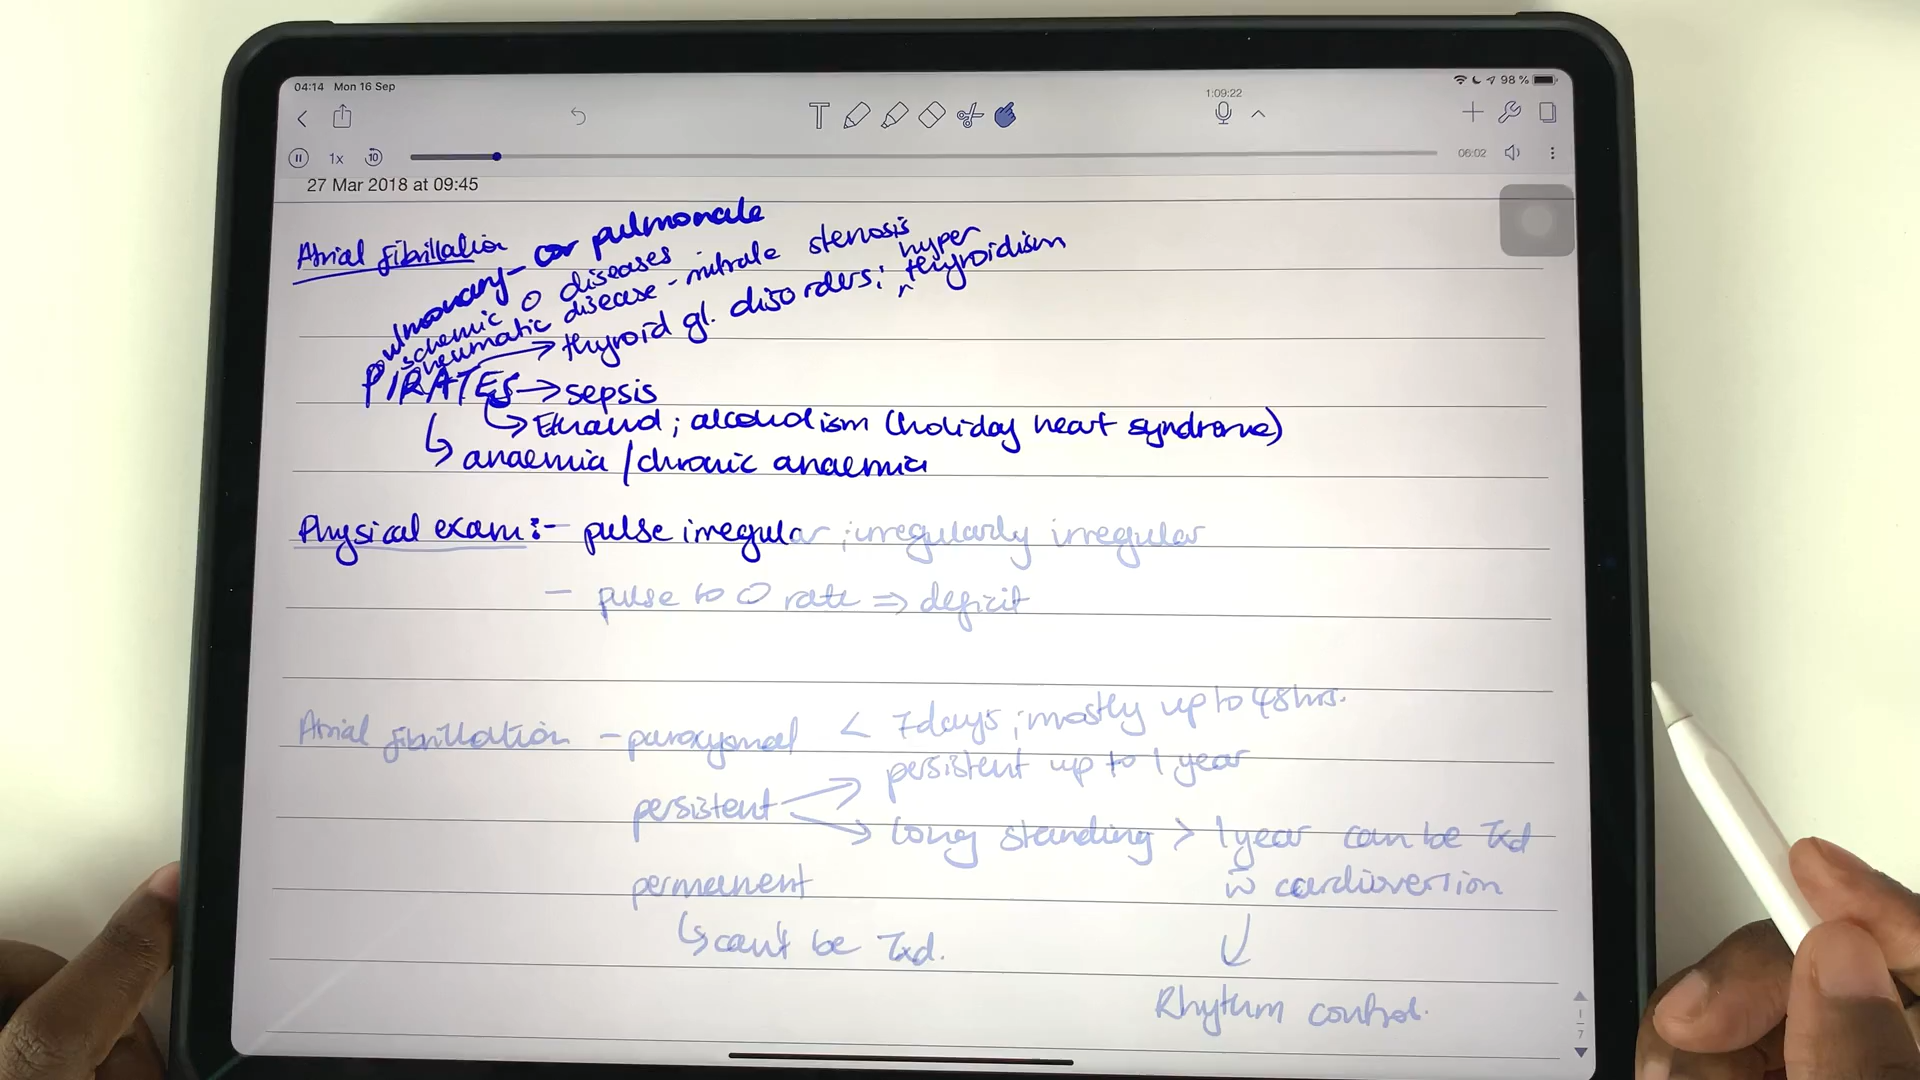 04:14 Mon 16 Sep
98 %
1:09:22
1x
10
06:02
27 Mar 2018 at 09:45
Atrial fibrillation
pulmonary - cor pulmonale
ischemic ♡ diseases
rheumatic disease - mitrale stenosis
thyroid gl. disorders; hyper thyroidism
PIRATES → sepsis
Ethanol ; alcoholism (holiday heart syndrome)
anaemia / chronic anaemia
Physical exam :- pulse irregular ; irregularly irregular
- pulse to ♡ rate ⇒ deficit
Atrial fibrillation - paroxysmal < 7days ; mostly up to 48hrs.
persistent up to 1 year
persistent
long standing > 1year can be Txd
permanent
c̄ cardioversion
can't be Txd.
Rhythm control.
1
7